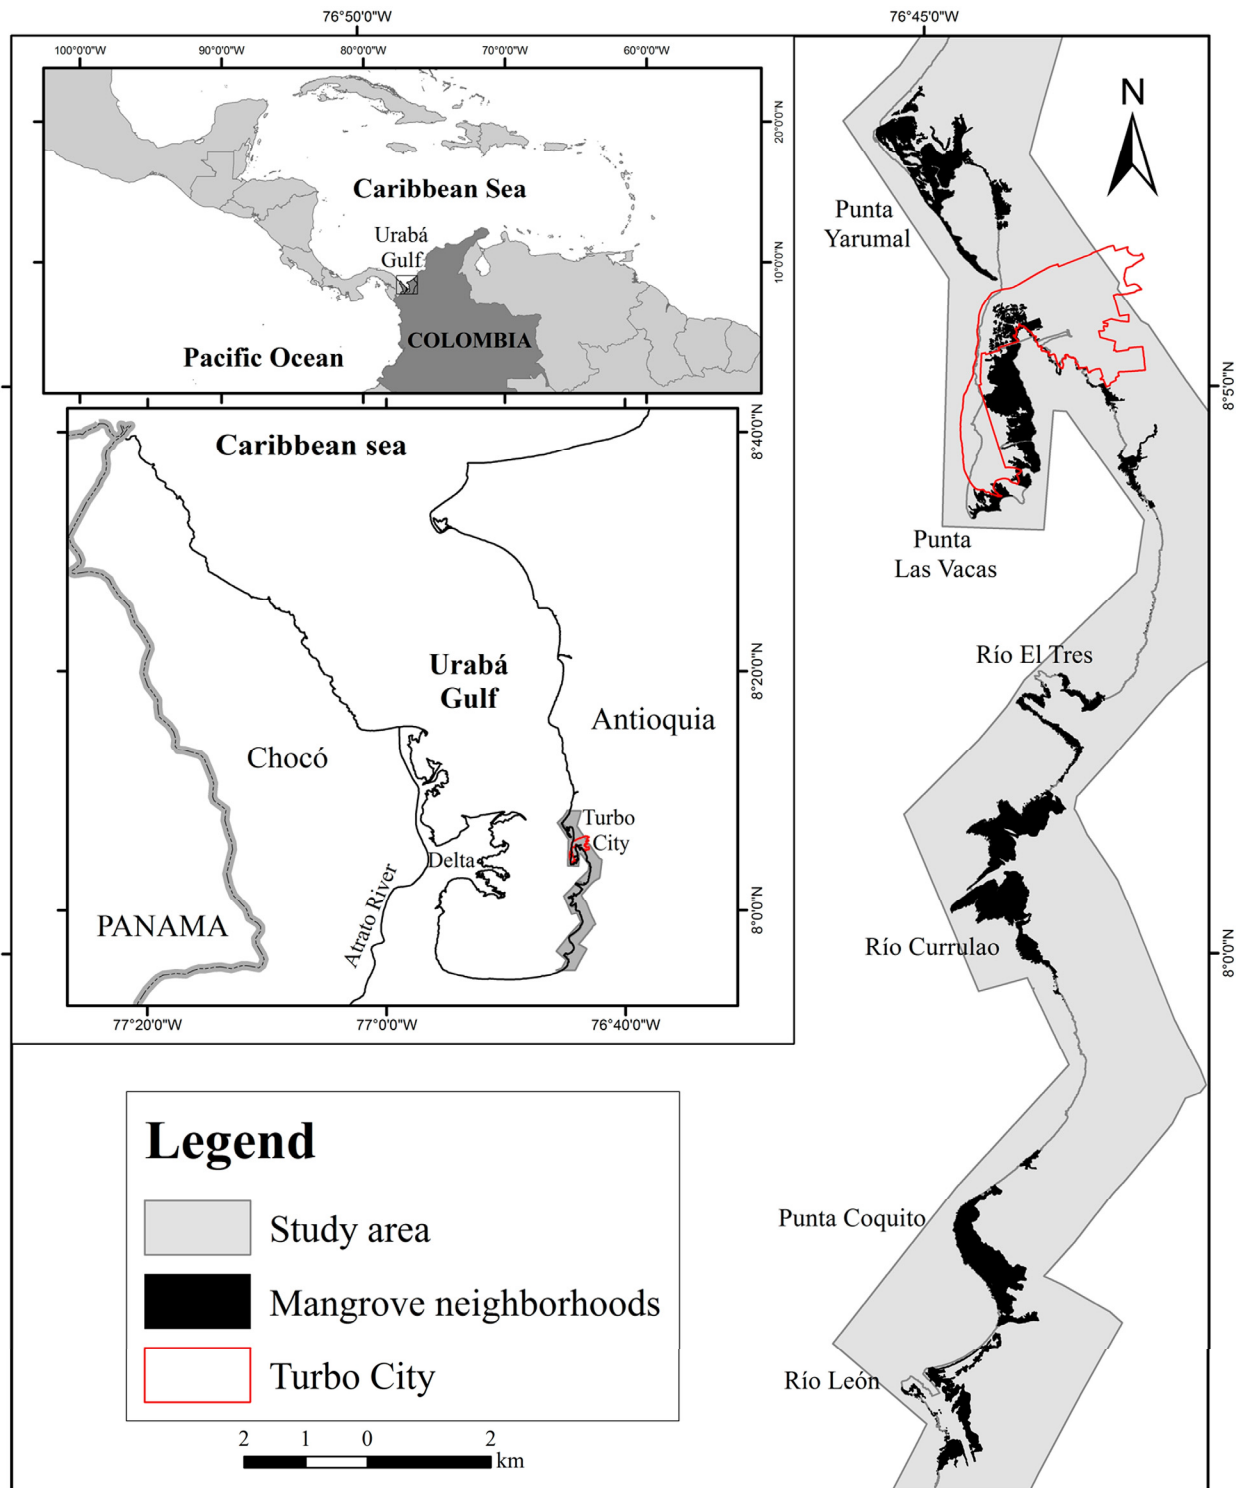 76°50'0"W
76°45'0"W
100°0'0"W
90°0'0"W
80°0'0"W
70°0'0"W
60°0'0"W
20°0'0"N
10°0'0"N
Caribbean Sea
Urabá
Gulf
COLOMBIA
Pacific Ocean
N
Punta
Yarumal
8°5'0"N
Punta
Las Vacas
Caribbean sea
8°40'0"N
8°20'0"N
8°0'0"N
Urabá
Gulf
Antioquia
Chocó
Turbo
City
Delta
Atrato River
PANAMA
77°20'0"W
77°0'0"W
76°40'0"W
Río El Tres
Río Currulao
8°0'0"N
Punta Coquito
Río León
Legend
Study area
Mangrove neighborhoods
Turbo City
2 1 0 2
km